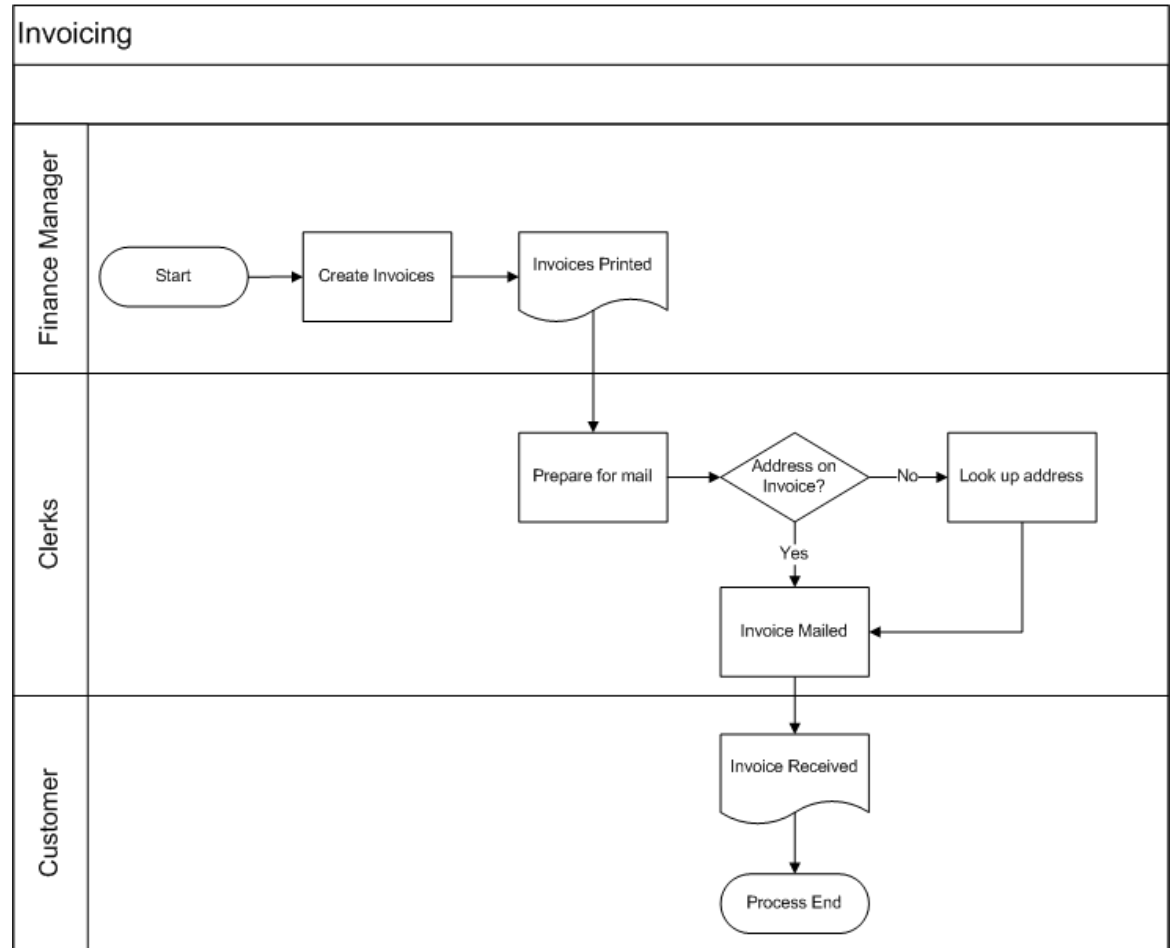 Invoicing
Finance Manager
Start
Create Invoices
Invoices Printed
Clerks
Prepare for mail
Address on
Invoice?
No
Look up address
Yes
Invoice Mailed
Customer
Invoice Received
Process End